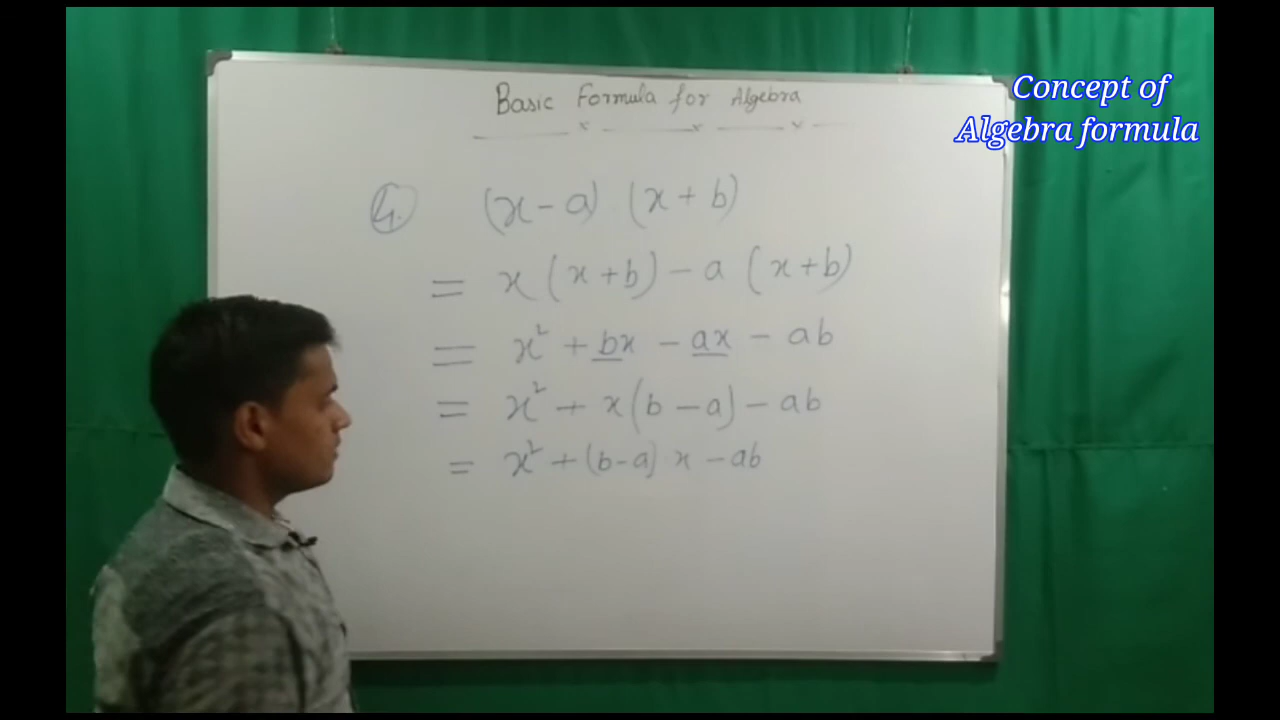 Basic Formula for Algebra
Concept of
Algebra formula
4. (x-a) (x+b)
= x (x+b) - a (x+b)
= x² + bx - ax - ab
= x² + x(b-a) - ab
= x² + (b-a) x - ab